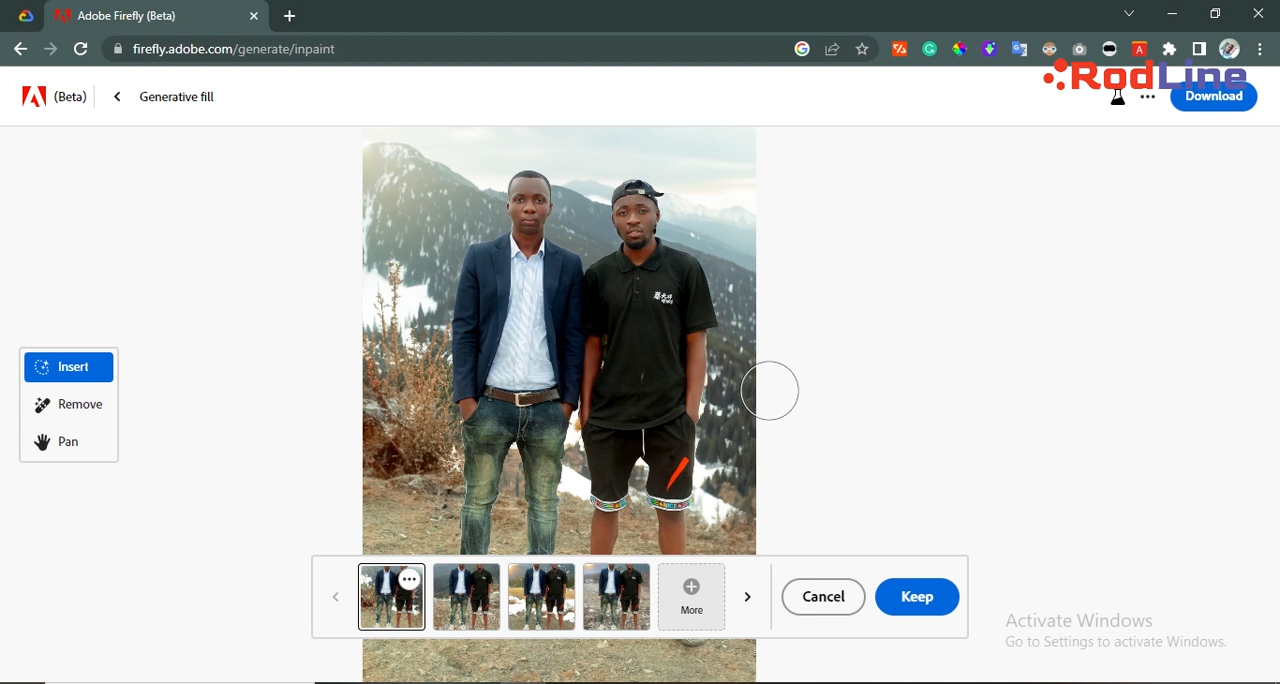 Adobe Firefly (Beta)
firefly.adobe.com/generate/inpaint
RodLine
(Beta)
Generative fill
Download
Insert
Remove
Pan
NICE
More
Cancel
Keep
Activate Windows
Go to Settings to activate Windows.